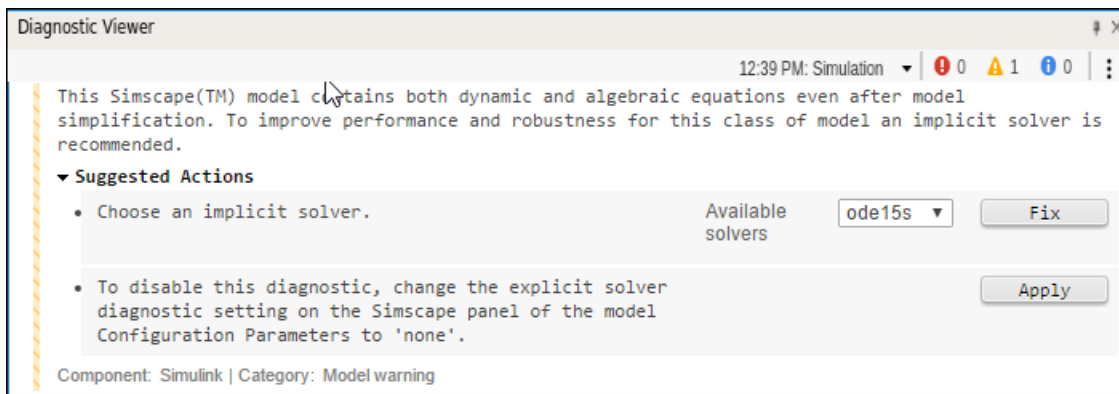 Diagnostic Viewer
12:39 PM: Simulation 0 1 0
This Simscape(TM) model contains both dynamic and algebraic equations even after model
simplification. To improve performance and robustness for this class of model an implicit solver is
recommended.
Suggested Actions
• Choose an implicit solver. Available solvers ode15s Fix
• To disable this diagnostic, change the explicit solver Apply
diagnostic setting on the Simscape panel of the model
Configuration Parameters to 'none'.
Component: Simulink | Category: Model warning